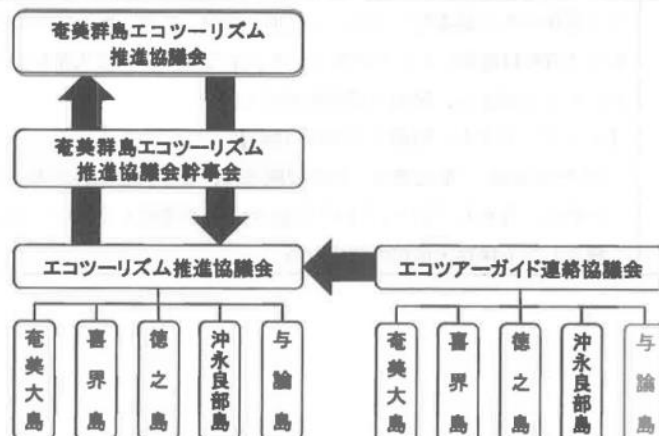 奄美群島エコツーリズム
推進協議会
奄美群島エコツーリズム
推進協議会幹事会
エコツーリズム推進協議会
エコツアーガイド連絡協議会
奄美大島
喜界島
徳之島
沖永良部島
与論島
奄美大島
喜界島
徳之島
沖永良部島
与論島